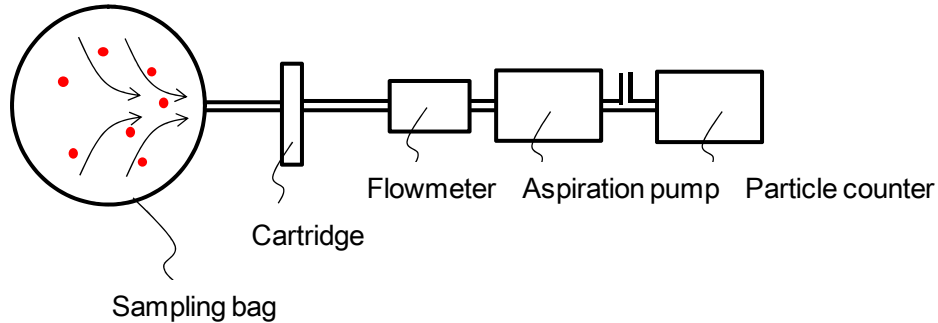 Flowmeter
Aspiration pump
Particle counter
Cartridge
Sampling bag